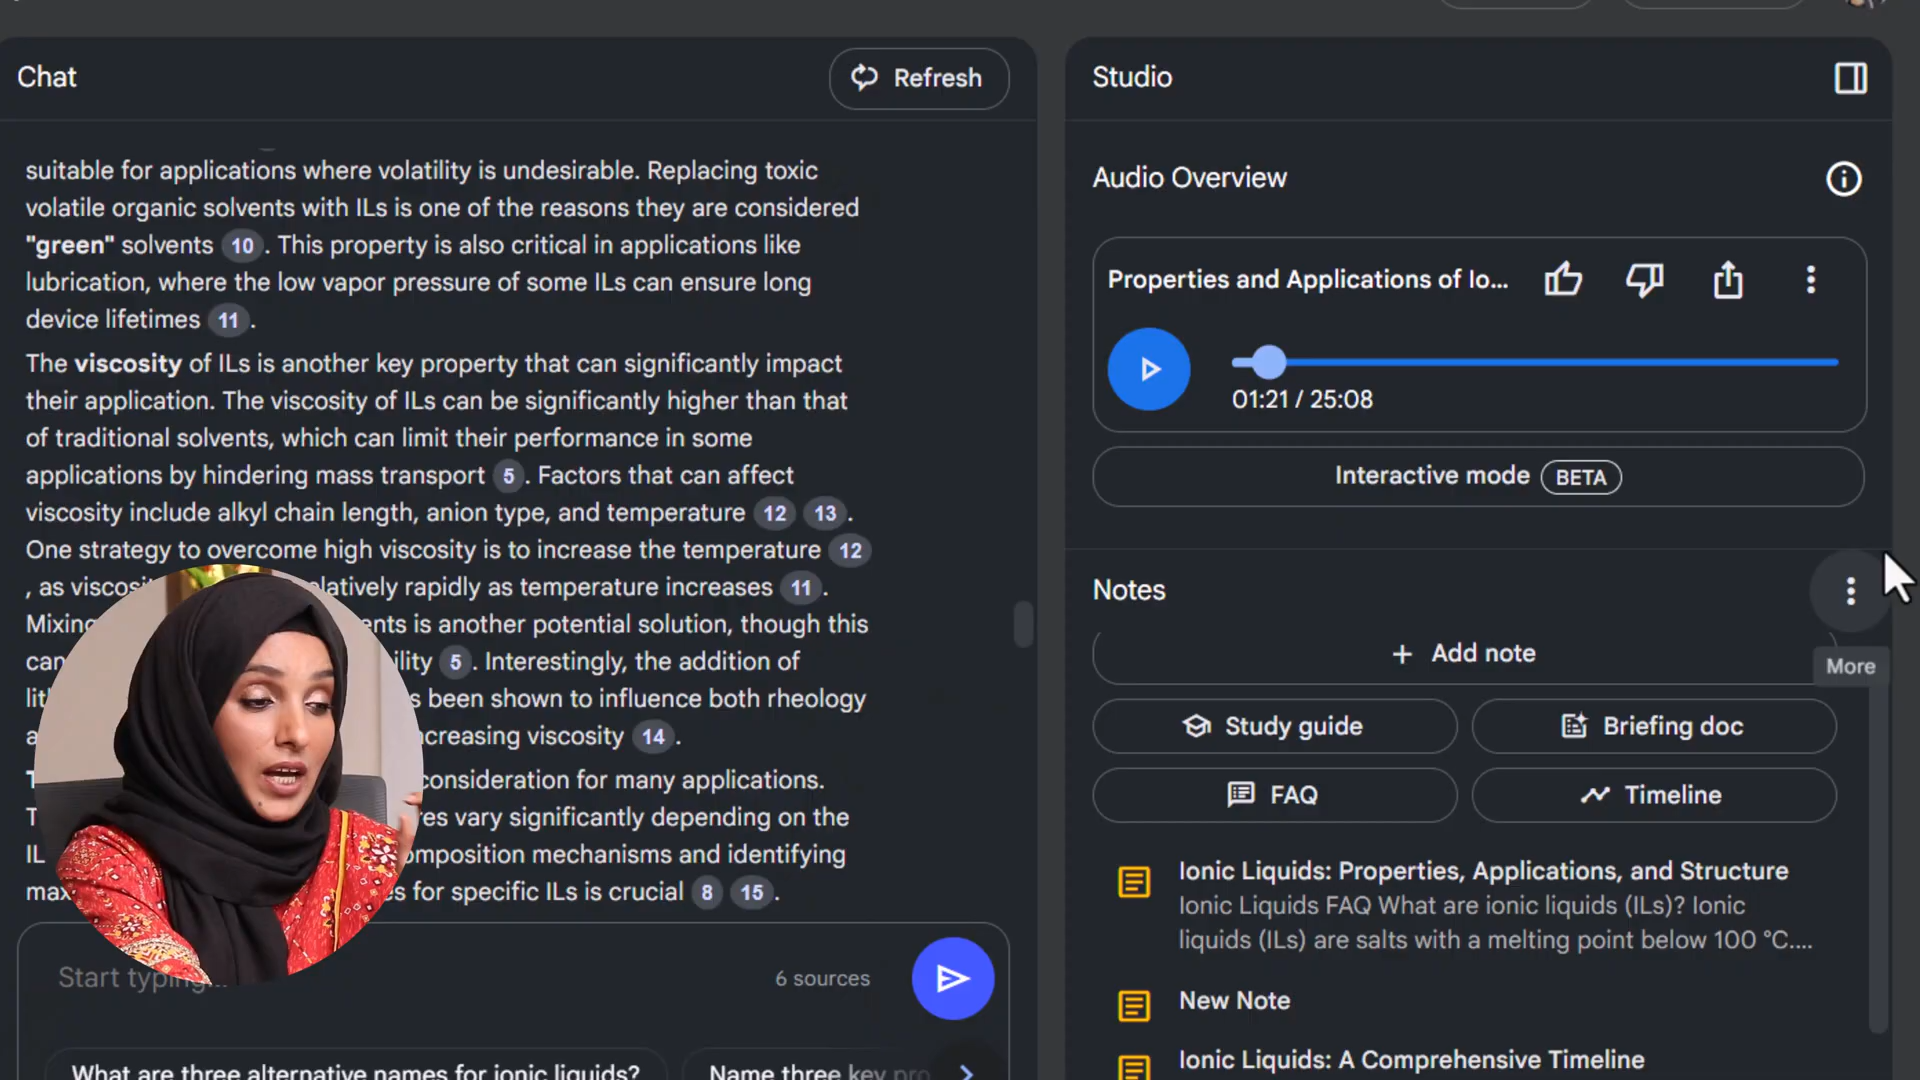 Chat
Refresh
suitable for applications where volatility is undesirable. Replacing toxic
volatile organic solvents with ILs is one of the reasons they are considered
"green" solvents 10 . This property is also critical in applications like
lubrication, where the low vapor pressure of some ILs can ensure long
device lifetimes 11 .
The viscosity of ILs is another key property that can significantly impact
their application. The viscosity of ILs can be significantly higher than that
of traditional solvents, which can limit their performance in some
applications by hindering mass transport 5 . Factors that can affect
viscosity include alkyl chain length, anion type, and temperature 12 13 .
One strategy to overcome high viscosity is to increase the temperature 12
, as latively rapidly as temperature increases 11 .
Mixing nts is another potential solution, though this
can ility 5 . Interestingly, the addition of
s been shown to influence both rheology
creasing viscosity 14 .
consideration for many applications.
res vary significantly depending on the
IL omposition mechanisms and identifying
s for specific ILs is crucial 8 15 .
Start typing...
6 sources
What are three alternative names for ionic liquids?
Name three key pro
Studio
Audio Overview
Properties and Applications of Io...
01:21 / 25:08
Interactive mode BETA
Notes
+ Add note
More
Study guide
Briefing doc
FAQ
Timeline
Ionic Liquids: Properties, Applications, and Structure
Ionic Liquids FAQ What are ionic liquids (ILs)? Ionic
liquids (ILs) are salts with a melting point below 100 °C....
New Note
Ionic Liquids: A Comprehensive Timeline